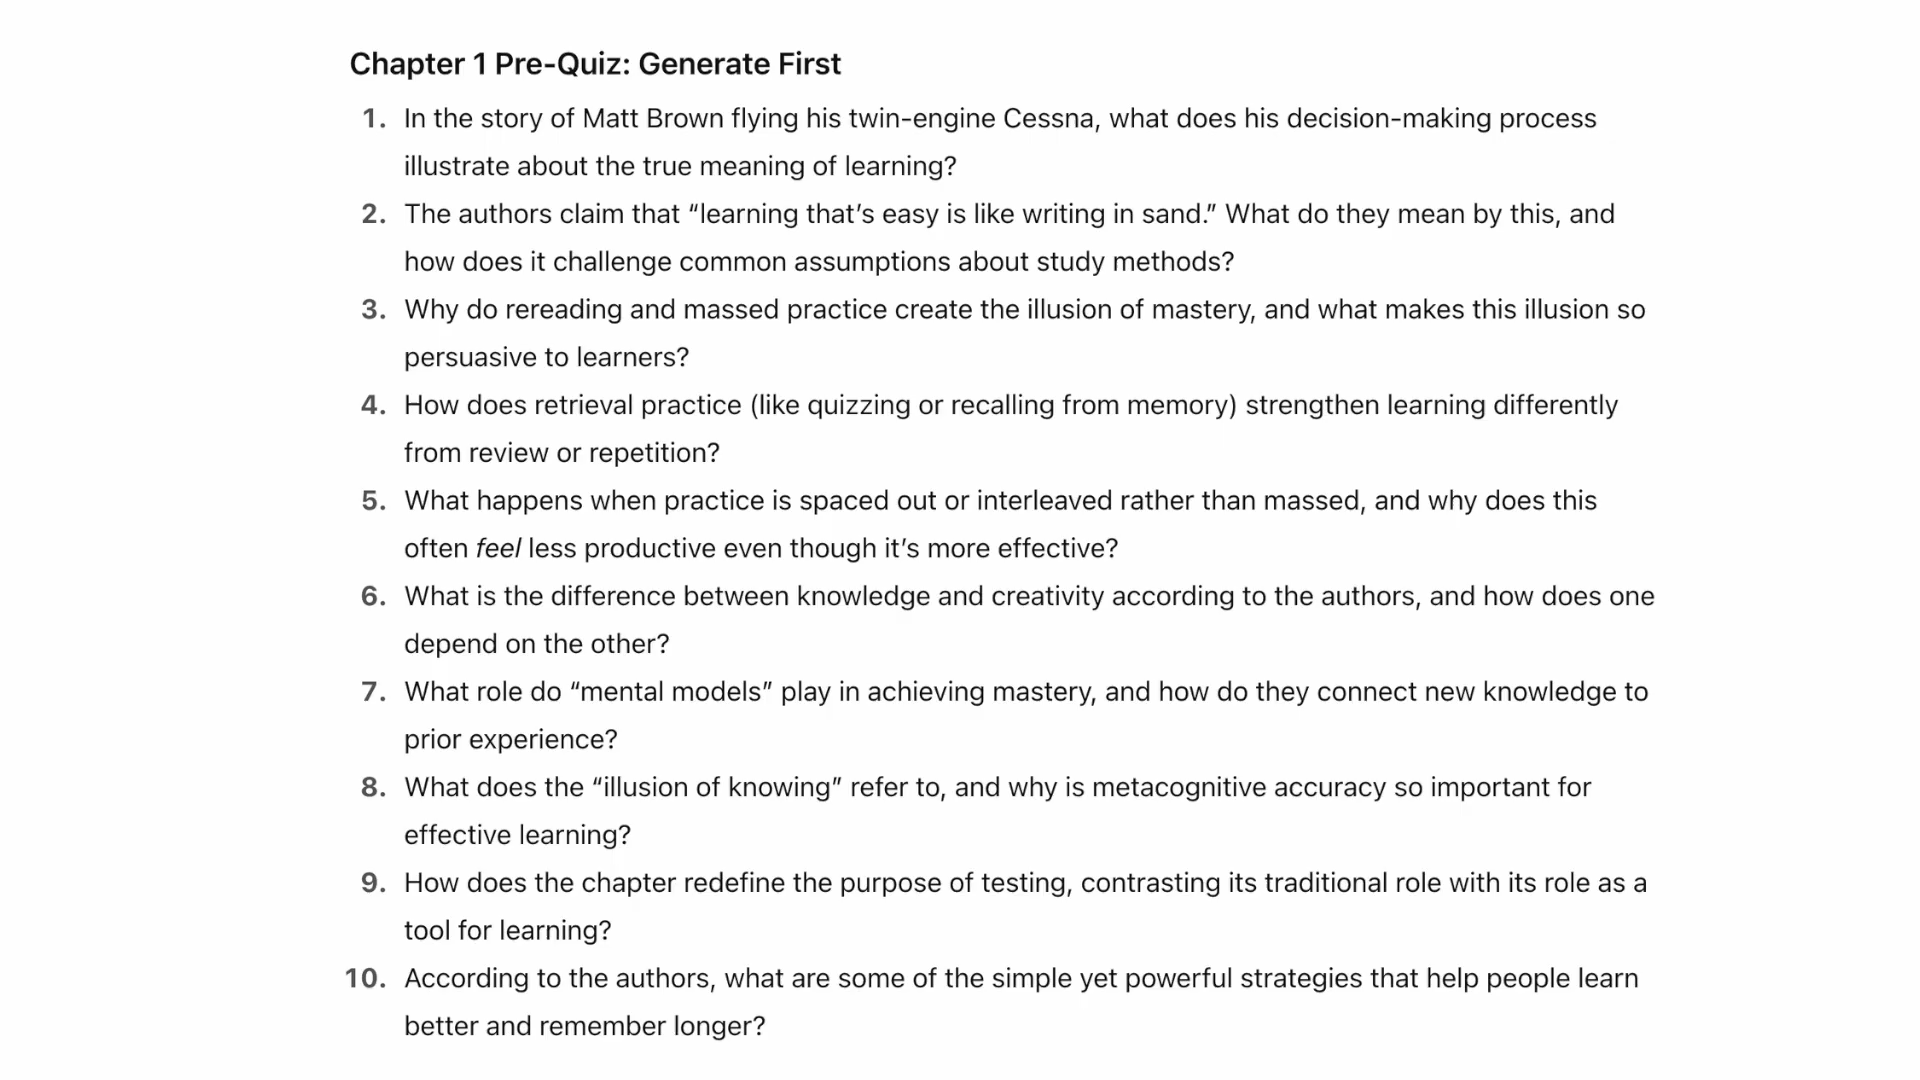 Chapter 1 Pre-Quiz: Generate First
1. In the story of Matt Brown flying his twin-engine Cessna, what does his decision-making process
illustrate about the true meaning of learning?
2. The authors claim that “learning that’s easy is like writing in sand.” What do they mean by this, and
how does it challenge common assumptions about study methods?
3. Why do rereading and massed practice create the illusion of mastery, and what makes this illusion so
persuasive to learners?
4. How does retrieval practice (like quizzing or recalling from memory) strengthen learning differently
from review or repetition?
5. What happens when practice is spaced out or interleaved rather than massed, and why does this
often feel less productive even though it’s more effective?
6. What is the difference between knowledge and creativity according to the authors, and how does one
depend on the other?
7. What role do “mental models” play in achieving mastery, and how do they connect new knowledge to
prior experience?
8. What does the “illusion of knowing” refer to, and why is metacognitive accuracy so important for
effective learning?
9. How does the chapter redefine the purpose of testing, contrasting its traditional role with its role as a
tool for learning?
10. According to the authors, what are some of the simple yet powerful strategies that help people learn
better and remember longer?